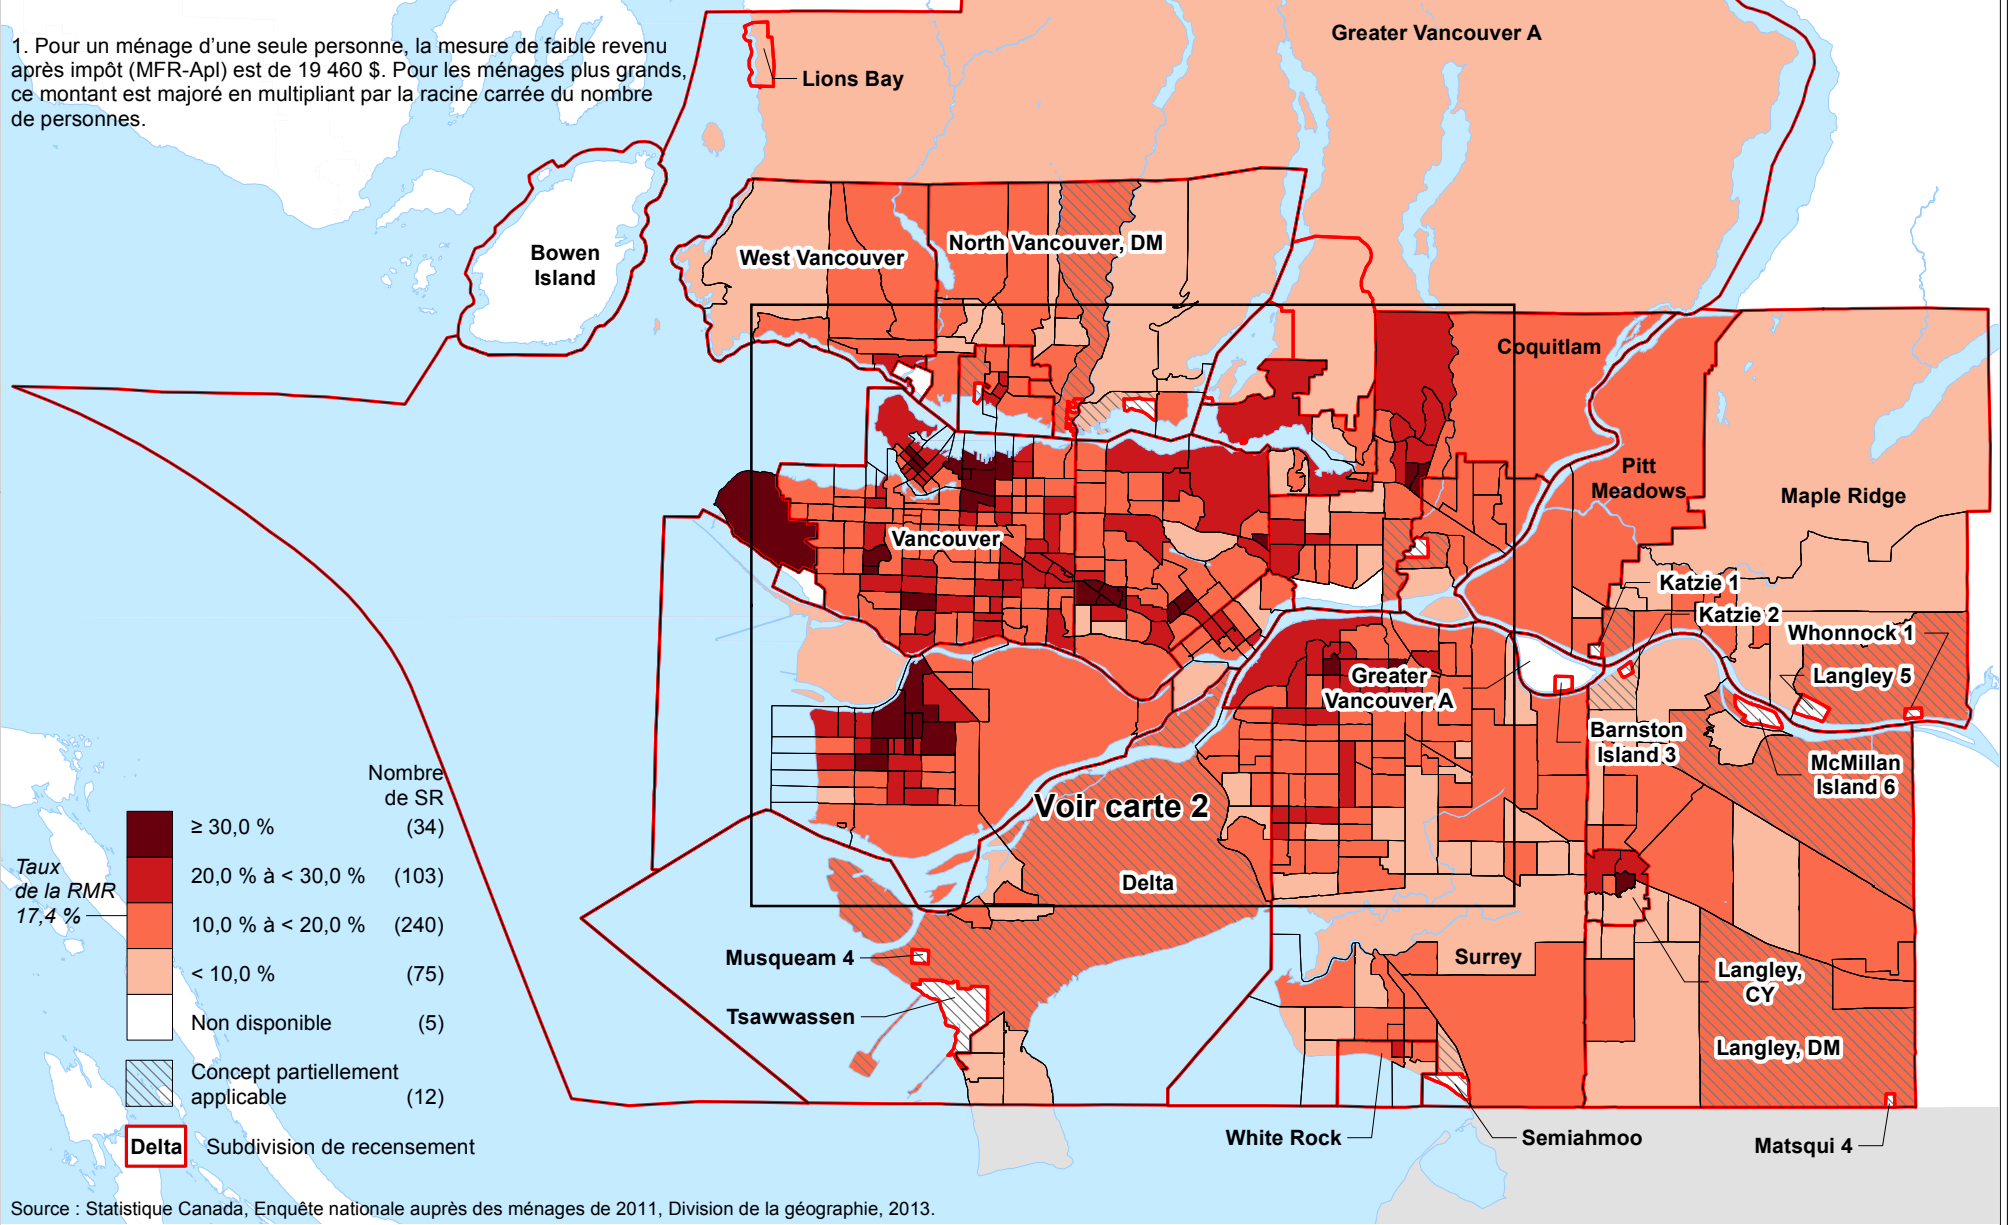 1. Pour un ménage d'une seule personne, la mesure de faible revenu
après impôt (MFR-ApI) est de 19 460 $. Pour les ménages plus grands,
ce montant est majoré en multipliant par la racine carrée du nombre
de personnes.
Greater Vancouver A
Lions Bay
Bowen
Island
West Vancouver
North Vancouver, DM
Coquitlam
Pitt
Meadows
Maple Ridge
Vancouver
Katzie 1
Katzie 2
Whonnock 1
Langley 5
Greater
Vancouver A
Barnston
Island 3
McMillan
Island 6
Voir carte 2
Delta
Musqueam 4
Tsawwassen
Surrey
Langley,
CY
Langley, DM
White Rock
Semiahmoo
Matsqui 4
Nombre
de SR
≥ 30,0 % (34)
20,0 % à < 30,0 % (103)
10,0 % à < 20,0 % (240)
< 10,0 % (75)
Non disponible (5)
Concept partiellement
applicable (12)
Taux
de la RMR
17,4 %
Delta Subdivision de recensement
Source : Statistique Canada, Enquête nationale auprès des ménages de 2011, Division de la géographie, 2013.